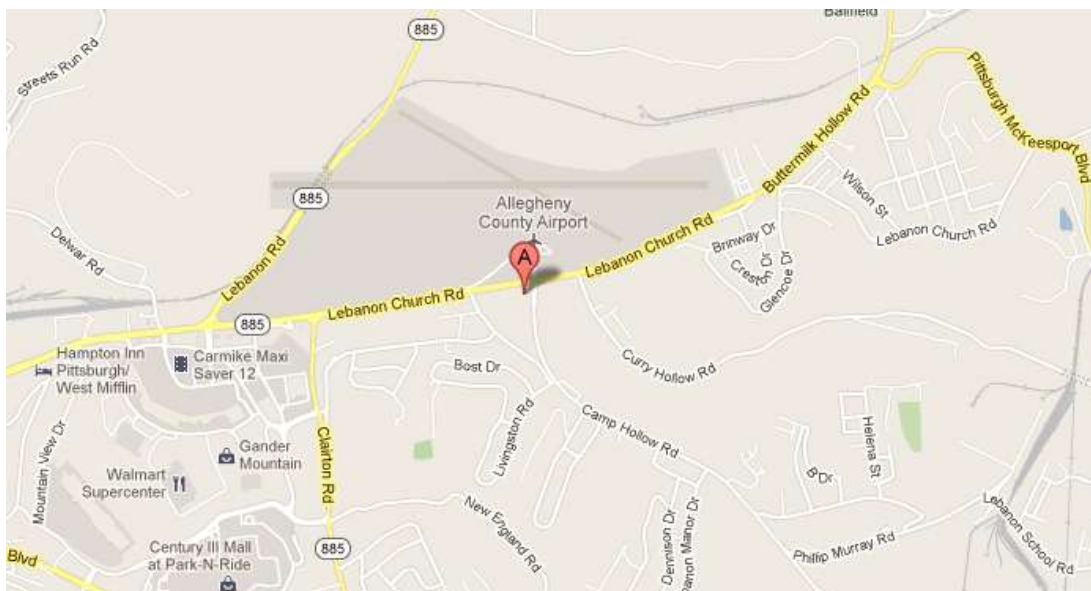 Ballfield
885
Streets Run Rd
Pittsburgh McKeesport Blvd
Buttermilk Hollow Rd
885
Allegheny
County Airport
Wilson St
Lebanon Church Rd
Delwar Rd
Lebanon Rd
Lebanon Church Rd
Brinway Dr
Creston Dr
Glencoe Dr
A
Lebanon Church Rd
885
Hampton Inn
Pittsburgh/
West Mifflin
Carmike Maxi
Saver 12
Bost Dr
Curry Hollow Rd
Livingston Rd
Camp Hollow Rd
Helena St
Mountain View Dr
Gander
Mountain
Clairton Rd
Walmart
Supercenter
B Dr
New England Rd
Dennison Dr
Lebanon School Rd
885
Century III Mall
at Park-N-Ride
Blvd
anon Manor Dr
Phillip Murray Rd